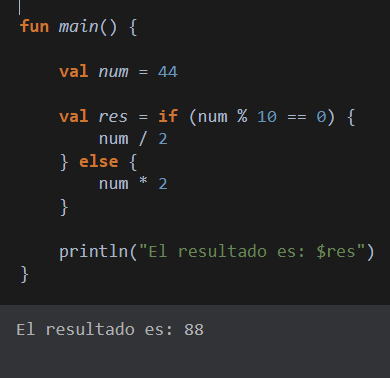 fun main() {
    val num = 44
    val res = if (num % 10 == 0) {
        num / 2
    } else {
        num * 2
    }
    println("El resultado es: $res")
}
El resultado es: 88